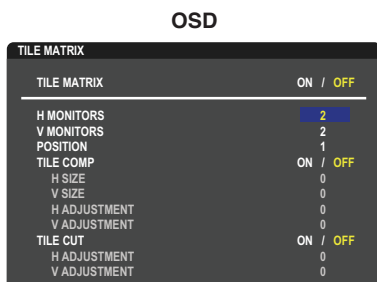 OSD
TILE MATRIX
TILE MATRIX ON / OFF
H MONITORS 2
V MONITORS 2
POSITION 1
TILE COMP ON / OFF
H SIZE 0
V SIZE 0
H ADJUSTMENT 0
V ADJUSTMENT 0
TILE CUT ON / OFF
H ADJUSTMENT 0
V ADJUSTMENT 0